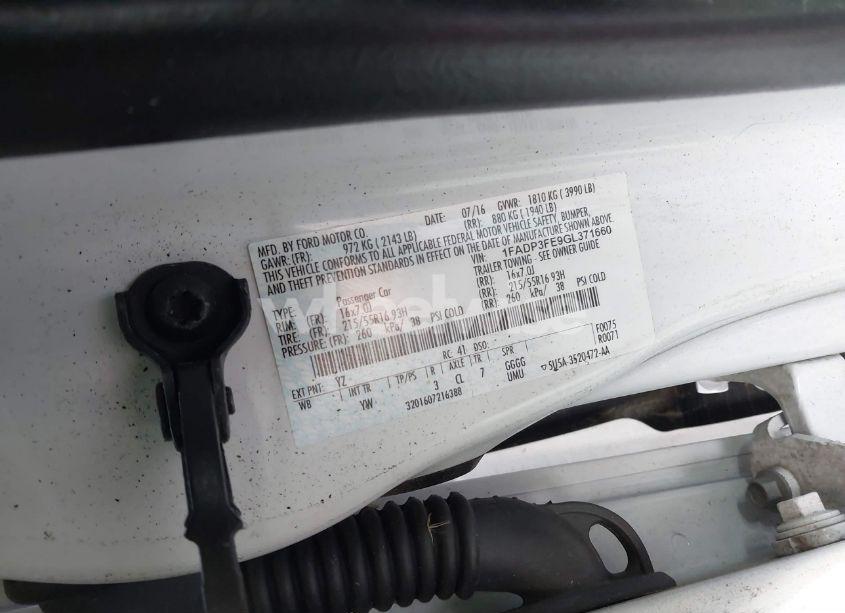 MFD. BY FORD MOTOR CO. DATE: 07/16 GVWR: 1810 KG ( 3990 LB)
GAWR: (FR): 972 KG ( 2143 LB) (RR): 880 KG ( 1940 LB)
THIS VEHICLE CONFORMS TO ALL APPLICABLE FEDERAL MOTOR VEHICLE SAFETY, BUMPER,
AND THEFT PREVENTION STANDARDS IN EFFECT ON THE DATE OF MANUFACTURE SHOWN ABOVE.
VIN: 1FADP3FE9GL371660
TYPE: Passenger Car TRAILER TOWING - SEE OWNER GUIDE
RIM: (FR): 16x7.0J (RR): 16x7.0J
TIRE: (FR): 215/55R16 93H (RR): 215/55R16 93H
PRESSURE: (FR): 260 kPa/ 38 PSI COLD (RR): 260 kPa/ 38 PSI COLD
F0075
R0071
EXT PNT: YZ RC: 41 DSO:
WB INT TR TP/PS R AXLE TR SPR
YW 3 CL 7 GGGG
UMU
3201607216388
5U5A-3520472-AA